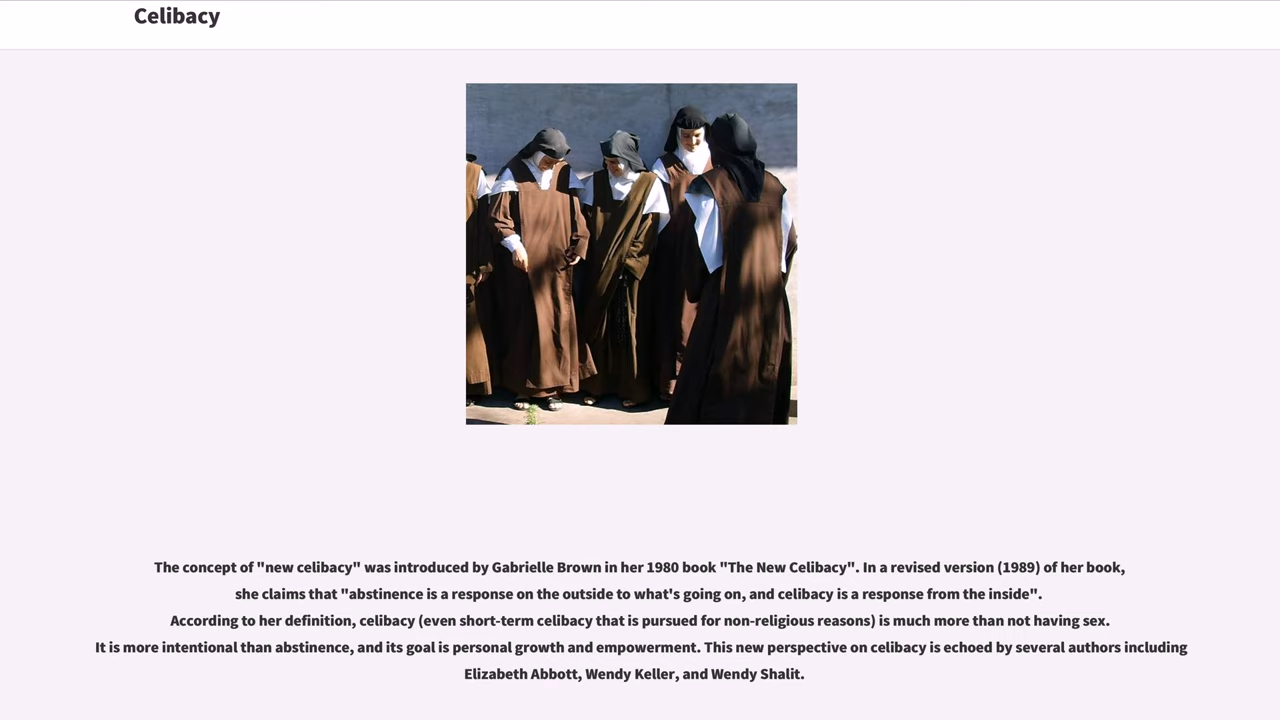 Celibacy
The concept of "new celibacy" was introduced by Gabrielle Brown in her 1980 book "The New Celibacy". In a revised version (1989) of her book,
she claims that "abstinence is a response on the outside to what's going on, and celibacy is a response from the inside".
According to her definition, celibacy (even short-term celibacy that is pursued for non-religious reasons) is much more than not having sex.
It is more intentional than abstinence, and its goal is personal growth and empowerment. This new perspective on celibacy is echoed by several authors including
Elizabeth Abbott, Wendy Keller, and Wendy Shalit.